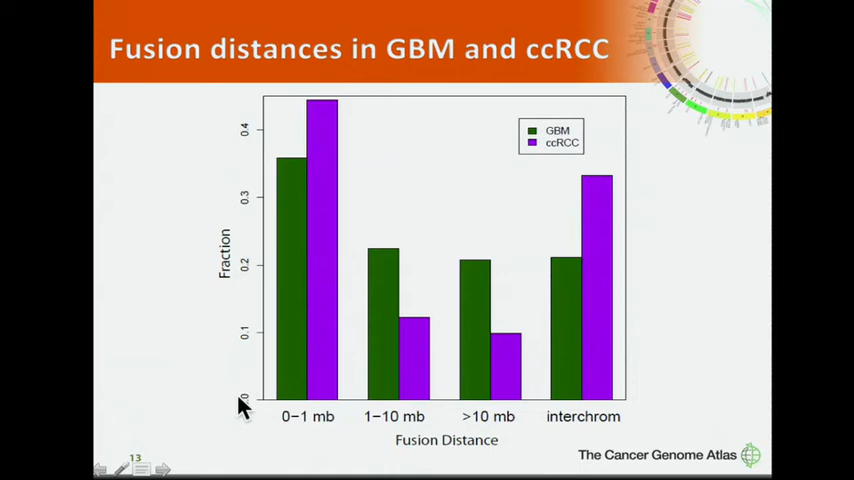 Fusion distances in GBM and ccRCC
GBM
ccRCC
0.4
0.3
0.2
0.1
Fraction
0−1 mb
1−10 mb
>10 mb
interchrom
Fusion Distance
The Cancer Genome Atlas
13